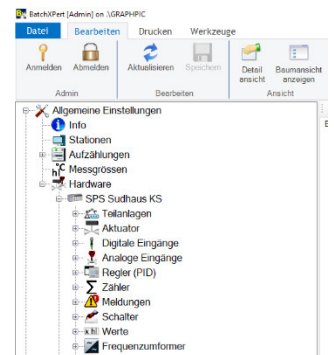 BatchXpert [Admin] on .\GRAPHPIC
Datei Bearbeiten Drucken Werkzeuge
Anmelden Abmelden Aktualisieren Speichern Detail ansicht Baumansicht anzeigen
Admin Bearbeiten Ansicht
Allgemeine Einstellungen
Info
Stationen
Aufzählungen
h°C Messgrössen
Hardware
SPS Sudhaus KS
Teilanlagen
Aktuator
Digitale Eingänge
Analoge Eingänge
Regler (PID)
Zähler
Meldungen
Schalter
Werte
Frequenzumformer